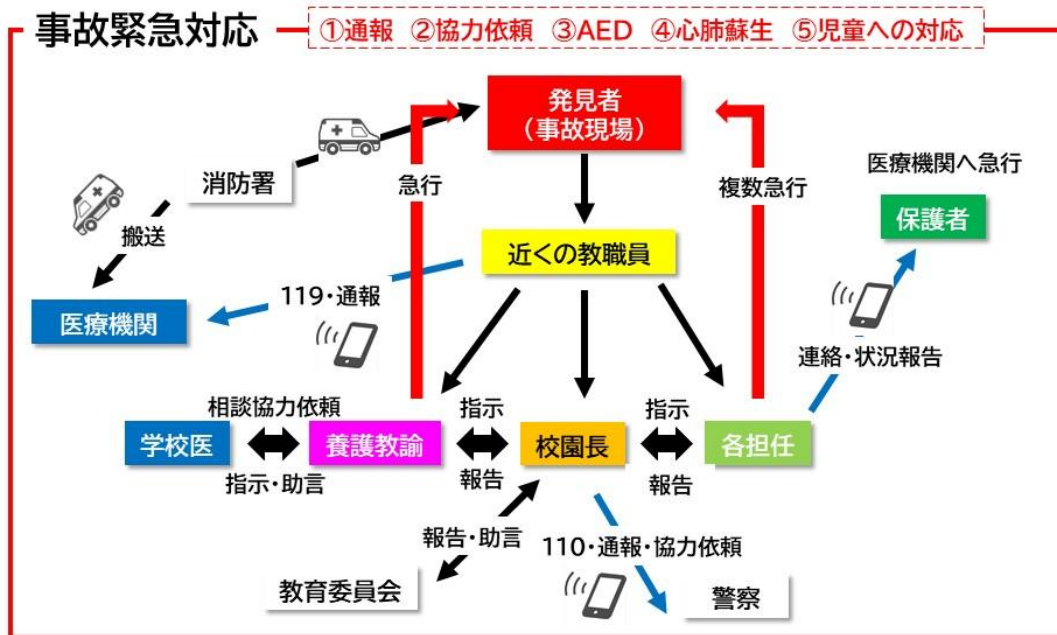 事故緊急対応
①通報 ②協力依頼 ③AED ④心肺蘇生 ⑤児童への対応
発見者
（事故現場）
消防署
急行
複数急行
医療機関へ急行
保護者
搬送
近くの教職員
119・通報
医療機関
連絡・状況報告
相談協力依頼
指示
指示
学校医
養護教諭
校園長
各担任
指示・助言
報告
報告
報告・助言
110・通報・協力依頼
教育委員会
警察